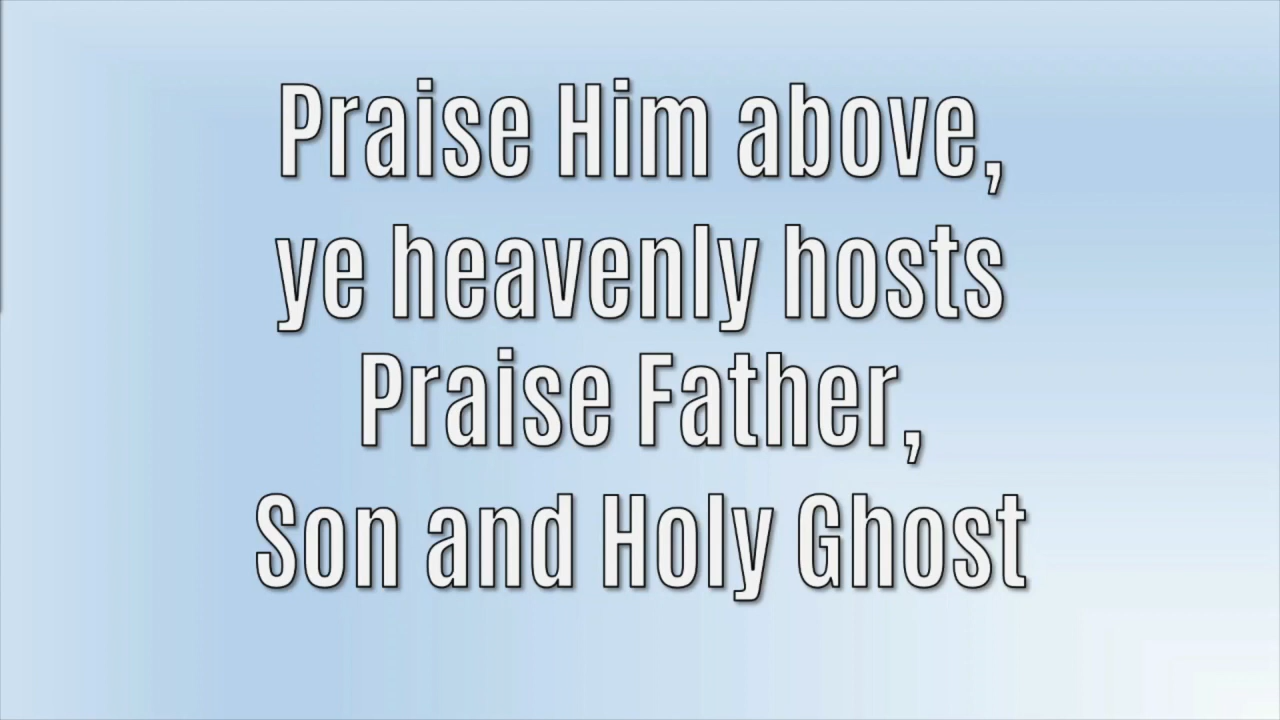 Praise Him above,
ye heavenly hosts
Praise Father,
Son and Holy Ghost